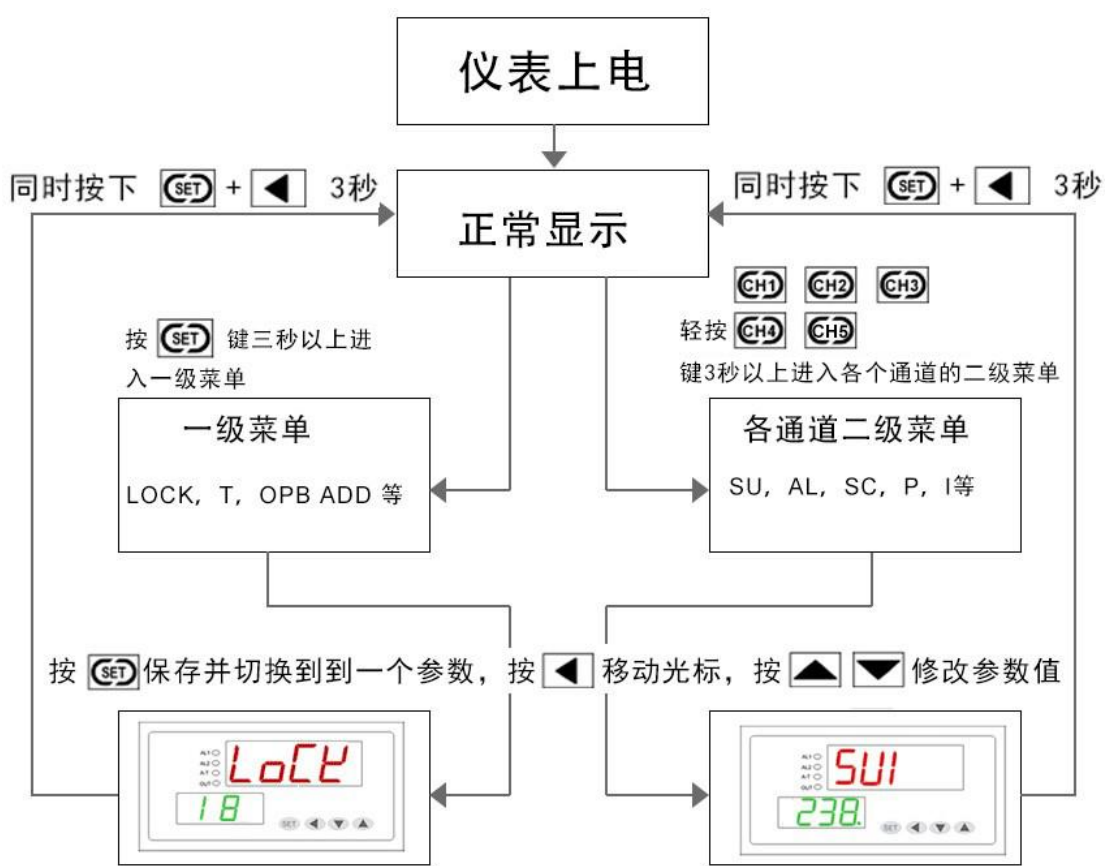 仪表上电
同时按下 SET + 3秒
同时按下 SET + 3秒
正常显示
按 SET 键三秒以上进
入一级菜单
CH1 CH2 CH3
轻按 CH4 CH5
键3秒以上进入各个通道的二级菜单
一级菜单
LOCK, T, OPB ADD 等
各通道二级菜单
SU, AL, SC, P, I等
按 SET 保存并切换到到一个参数, 按 移动光标, 按 修改参数值
AL1
AL2
A-T
OUT
LoCK
18
SET
AL1
AL2
A-T
OUT
SU1
238.
SET